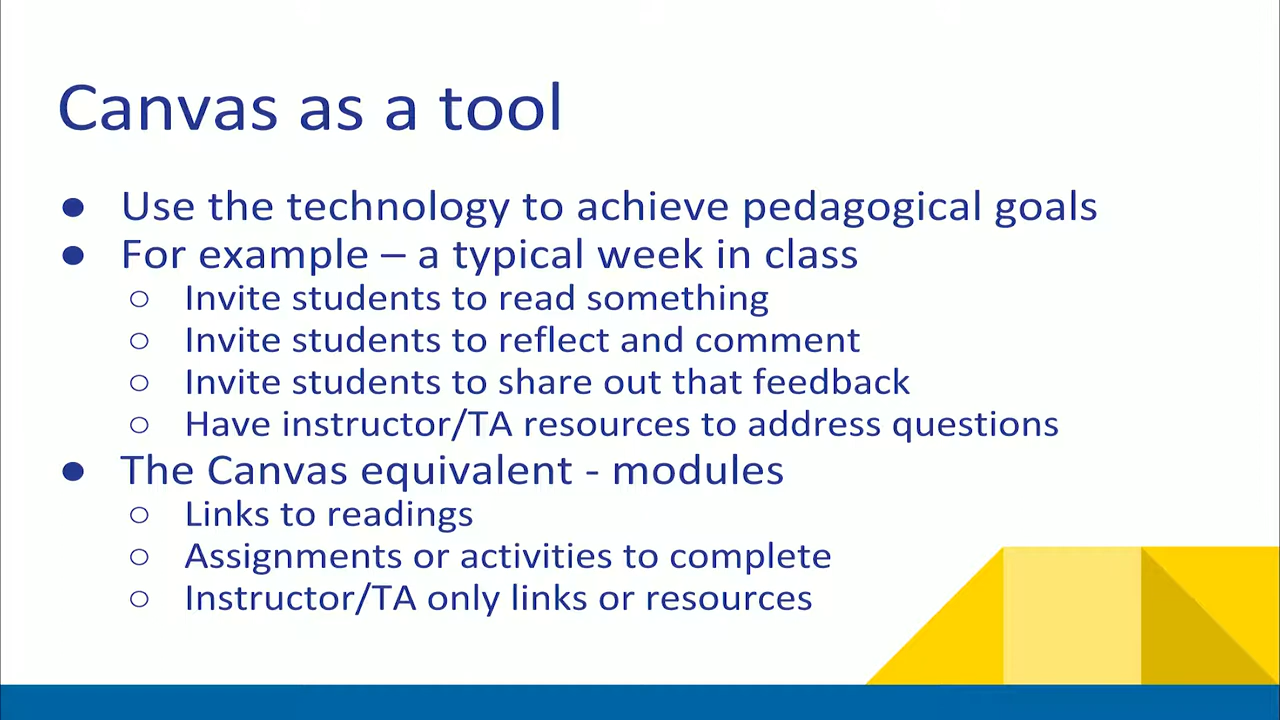 Canvas as a tool
● Use the technology to achieve pedagogical goals
● For example – a typical week in class
○ Invite students to read something
○ Invite students to reflect and comment
○ Invite students to share out that feedback
○ Have instructor/TA resources to address questions
● The Canvas equivalent - modules
○ Links to readings
○ Assignments or activities to complete
○ Instructor/TA only links or resources